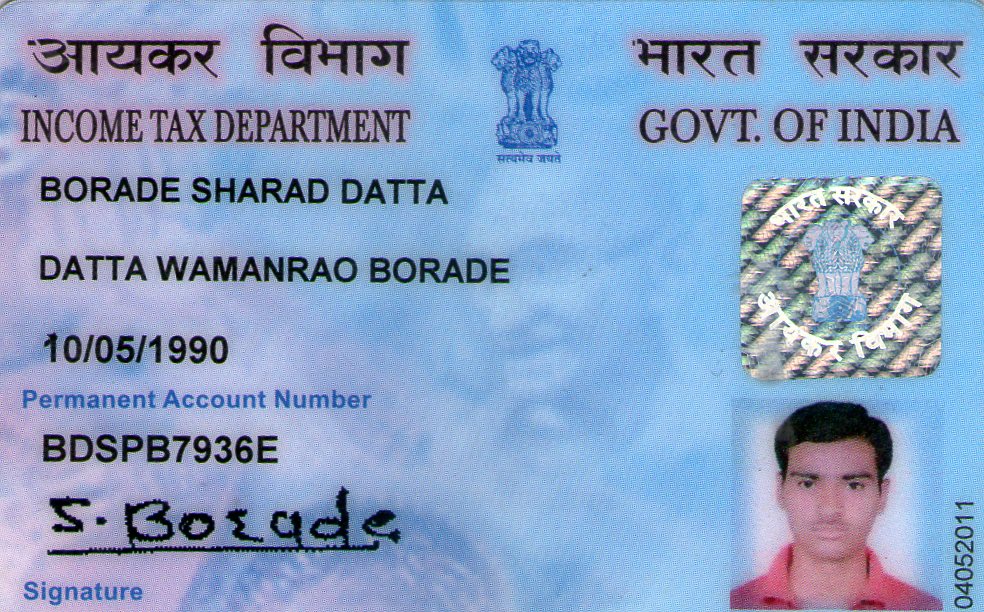 आयकर विभाग
भारत सरकार
INCOME TAX DEPARTMENT
GOVT. OF INDIA
सत्यमेव जयते
BORADE SHARAD DATTA
DATTA WAMANRAO BORADE
10/05/1990
Permanent Account Number
BDSPB7936E
S. Borade
Signature
भारत सरकार
आयकर विभाग
04052011